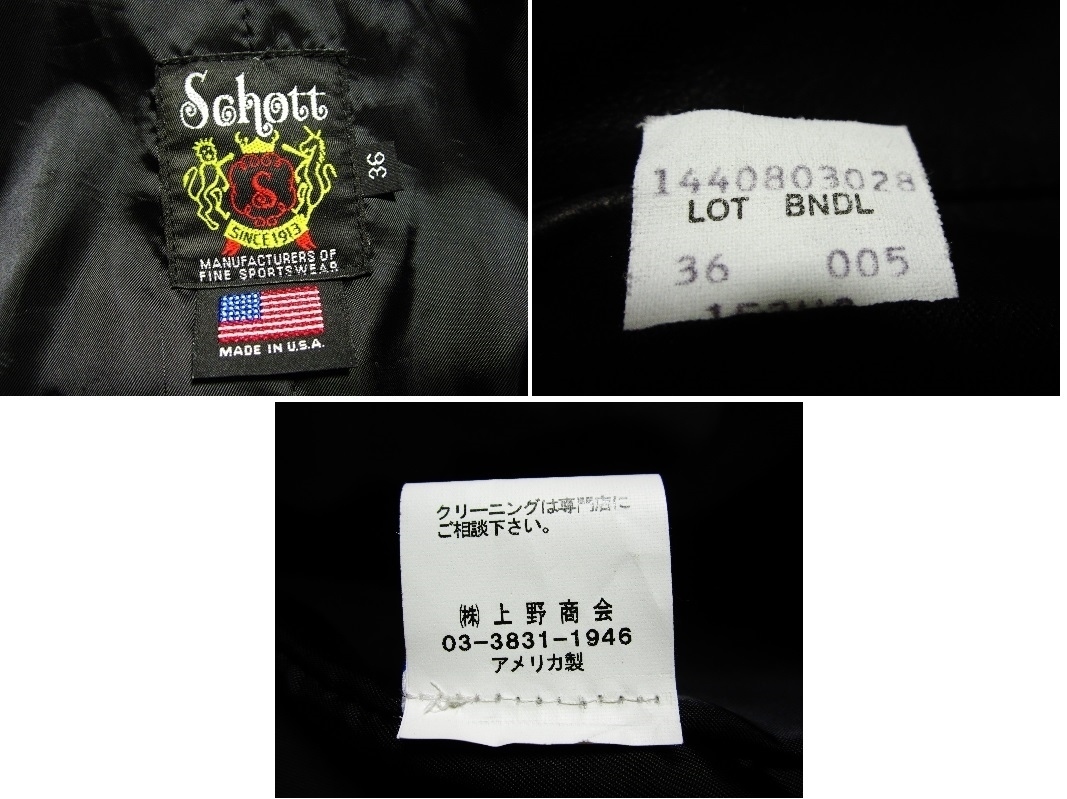 Schott
S
SINCE 1913
MANUFACTURERS OF
FINE SPORTSWEAR
36
MADE IN U.S.A.
1440803028
LOT BNDL
36 005
クリーニングは専門店に
ご相談下さい。
㈱ 上野商会
03-3831-1946
アメリカ製